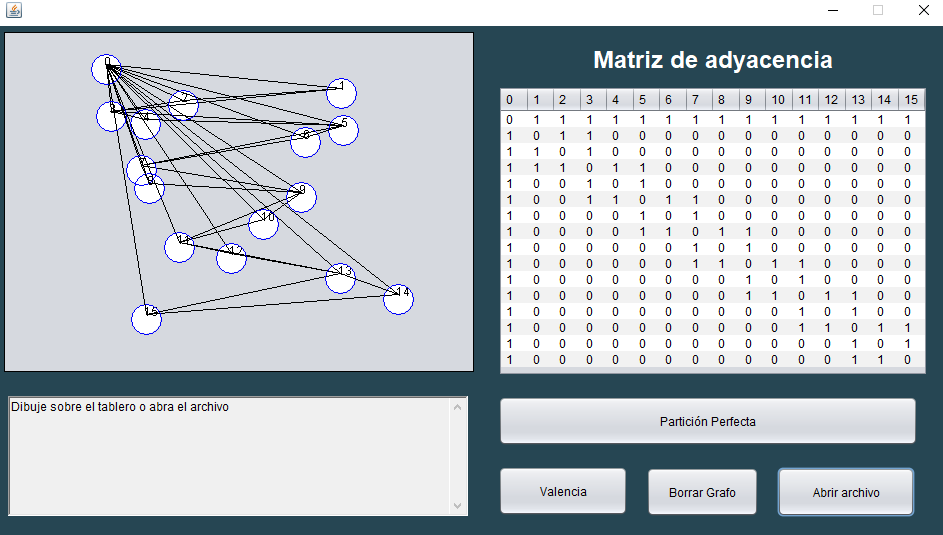 Matriz de adyacencia
0 1 2 3 4 5 6 7 8 9 10 11 12 13 14 15
0 1 1 1 1 1 1 1 1 1 1 1 1 1 1 1
1 0 1 1 0 0 0 0 0 0 0 0 0 0 0 0
1 1 0 1 0 0 0 0 0 0 0 0 0 0 0 0
1 1 1 0 1 1 0 0 0 0 0 0 0 0 0 0
1 0 0 1 0 1 0 0 0 0 0 0 0 0 0 0
1 0 0 1 1 0 1 1 0 0 0 0 0 0 0 0
1 0 0 0 0 1 0 1 0 0 0 0 0 0 0 0
1 0 0 0 0 1 1 0 1 1 0 0 0 0 0 0
1 0 0 0 0 0 0 1 0 1 0 0 0 0 0 0
1 0 0 0 0 0 0 1 1 0 1 1 0 0 0 0
1 0 0 0 0 0 0 0 0 1 0 1 0 0 0 0
1 0 0 0 0 0 0 0 0 1 1 0 1 1 0 0
1 0 0 0 0 0 0 0 0 0 0 1 0 1 0 0
1 0 0 0 0 0 0 0 0 0 0 1 1 0 1 1
1 0 0 0 0 0 0 0 0 0 0 0 0 1 0 1
1 0 0 0 0 0 0 0 0 0 0 0 0 1 1 0
0
1
4
5
6
9
10
13
14
Dibuje sobre el tablero o abra el archivo
Partición Perfecta
Valencia
Borrar Grafo
Abrir archivo